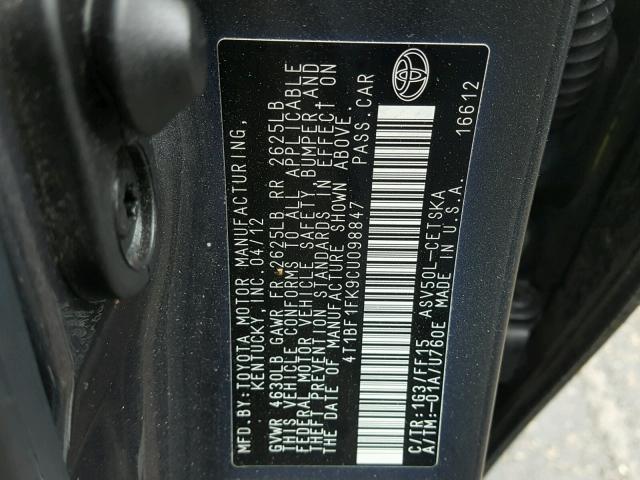 MFD. BY: TOYOTA MOTOR MANUFACTURING,
KENTUCKY, INC. 04/12
GVWR 4630LB GAWR FR 2625LB RR 2625LB
THIS VEHICLE CONFORMS TO ALL APPLICABLE
FEDERAL MOTOR VEHICLE SAFETY, BUMPER, AND
THEFT PREVENTION STANDARDS IN EFFECT ON
THE DATE OF MANUFACTURE SHOWN ABOVE.
4T1BF1FK9CU098847 PASS. CAR
C/TR: 1G3/FF15 ASV50L-CETSKA
A/TM: -01A/U760E MADE IN U.S.A. 16612